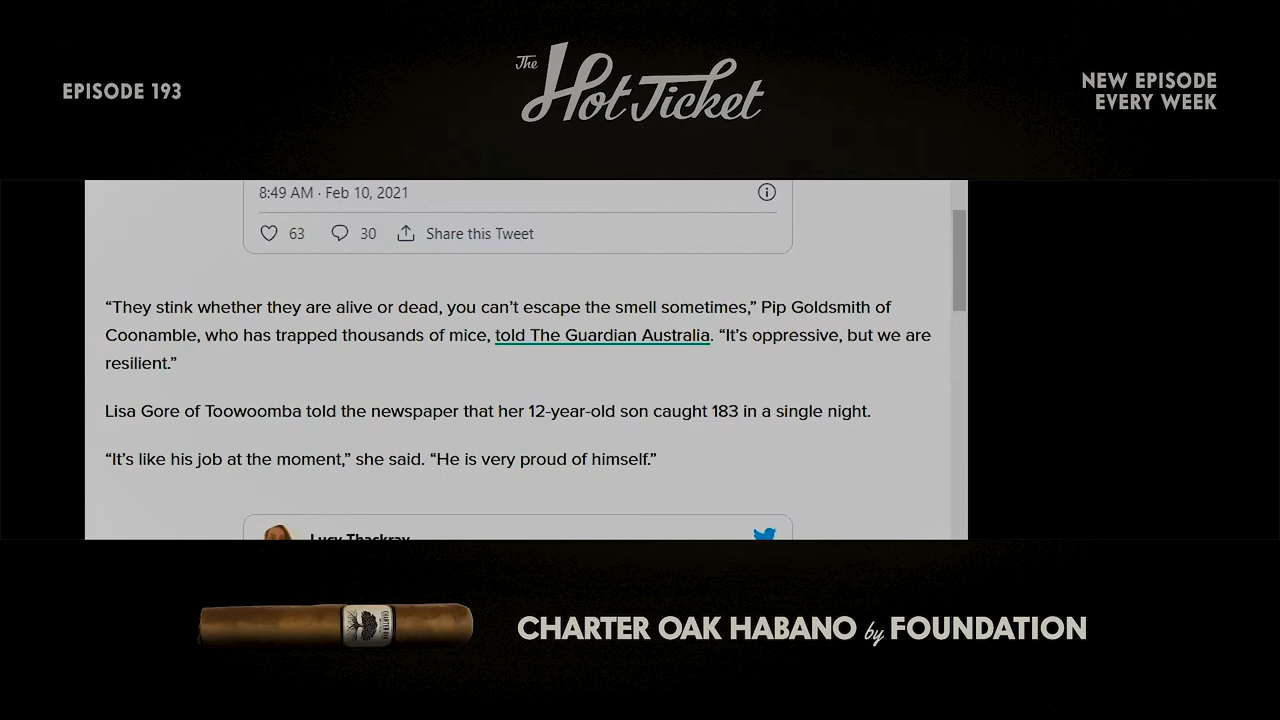 EPISODE 193
The Hot Ticket
NEW EPISODE
EVERY WEEK
8:49 AM · Feb 10, 2021
63 30 Share this Tweet
“They stink whether they are alive or dead, you can’t escape the smell sometimes,” Pip Goldsmith of
Coonamble, who has trapped thousands of mice, told The Guardian Australia. “It’s oppressive, but we are
resilient.”
Lisa Gore of Toowoomba told the newspaper that her 12-year-old son caught 183 in a single night.
“It’s like his job at the moment,” she said. “He is very proud of himself.”
Lucy Thackray
CHARTER OAK
CHARTER OAK HABANO by FOUNDATION